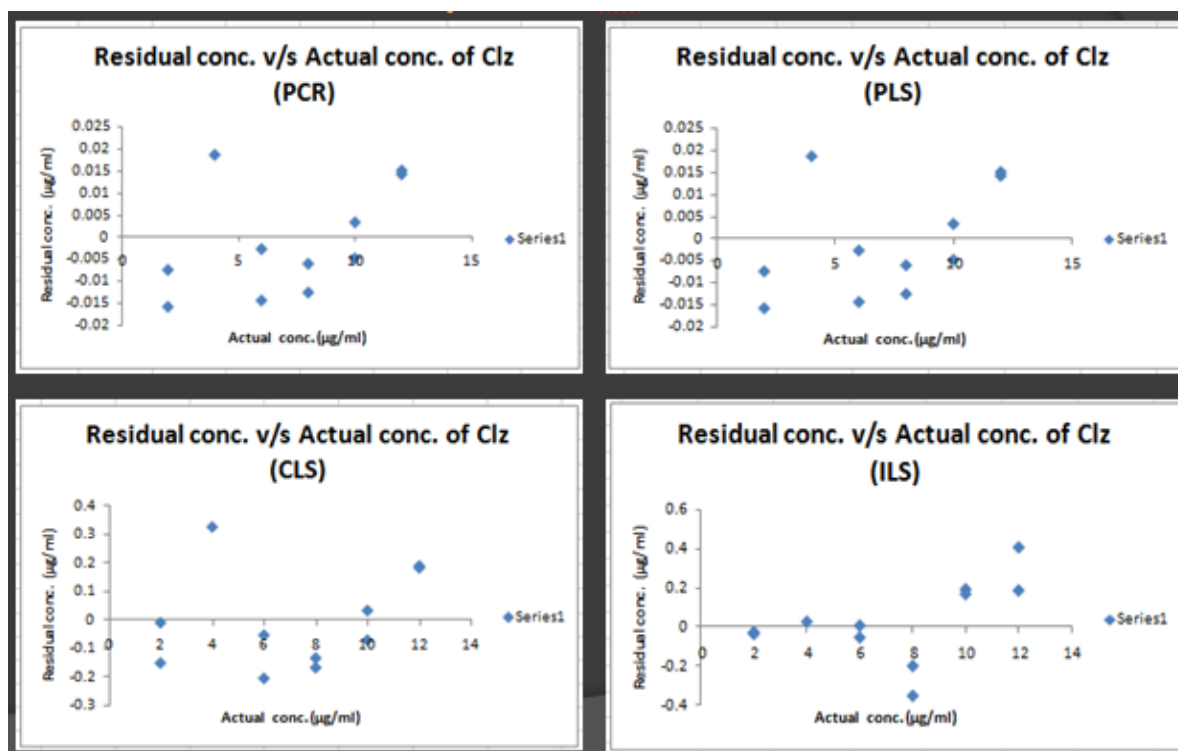 Residual conc. v/s Actual conc. of Clz
(PCR)
Residual conc. (µg/ml)
0.025
0.02
0.015
0.01
0.005
0
-0.005
-0.01
-0.015
-0.02
0
5
10
15
Series1
Actual conc.(µg/ml)
Residual conc. v/s Actual conc. of Clz
(PLS)
Residual conc. (µg/ml)
0.025
0.02
0.015
0.01
0.005
0
-0.005
-0.01
-0.015
-0.02
0
5
10
15
Series1
Actual conc.(µg/ml)
Residual conc. v/s Actual conc. of Clz
(CLS)
Residual conc. (µg/ml)
0.4
0.3
0.2
0.1
0
-0.1
-0.2
-0.3
0 2 4 6 8 10 12 14
Series1
Actual conc.(µg/ml)
Residual conc. v/s Actual conc. of Clz
(ILS)
Residual conc. (µg/ml)
0.6
0.4
0.2
0
-0.2
-0.4
0 2 4 6 8 10 12 14
Series1
Actual conc.(µg/ml)